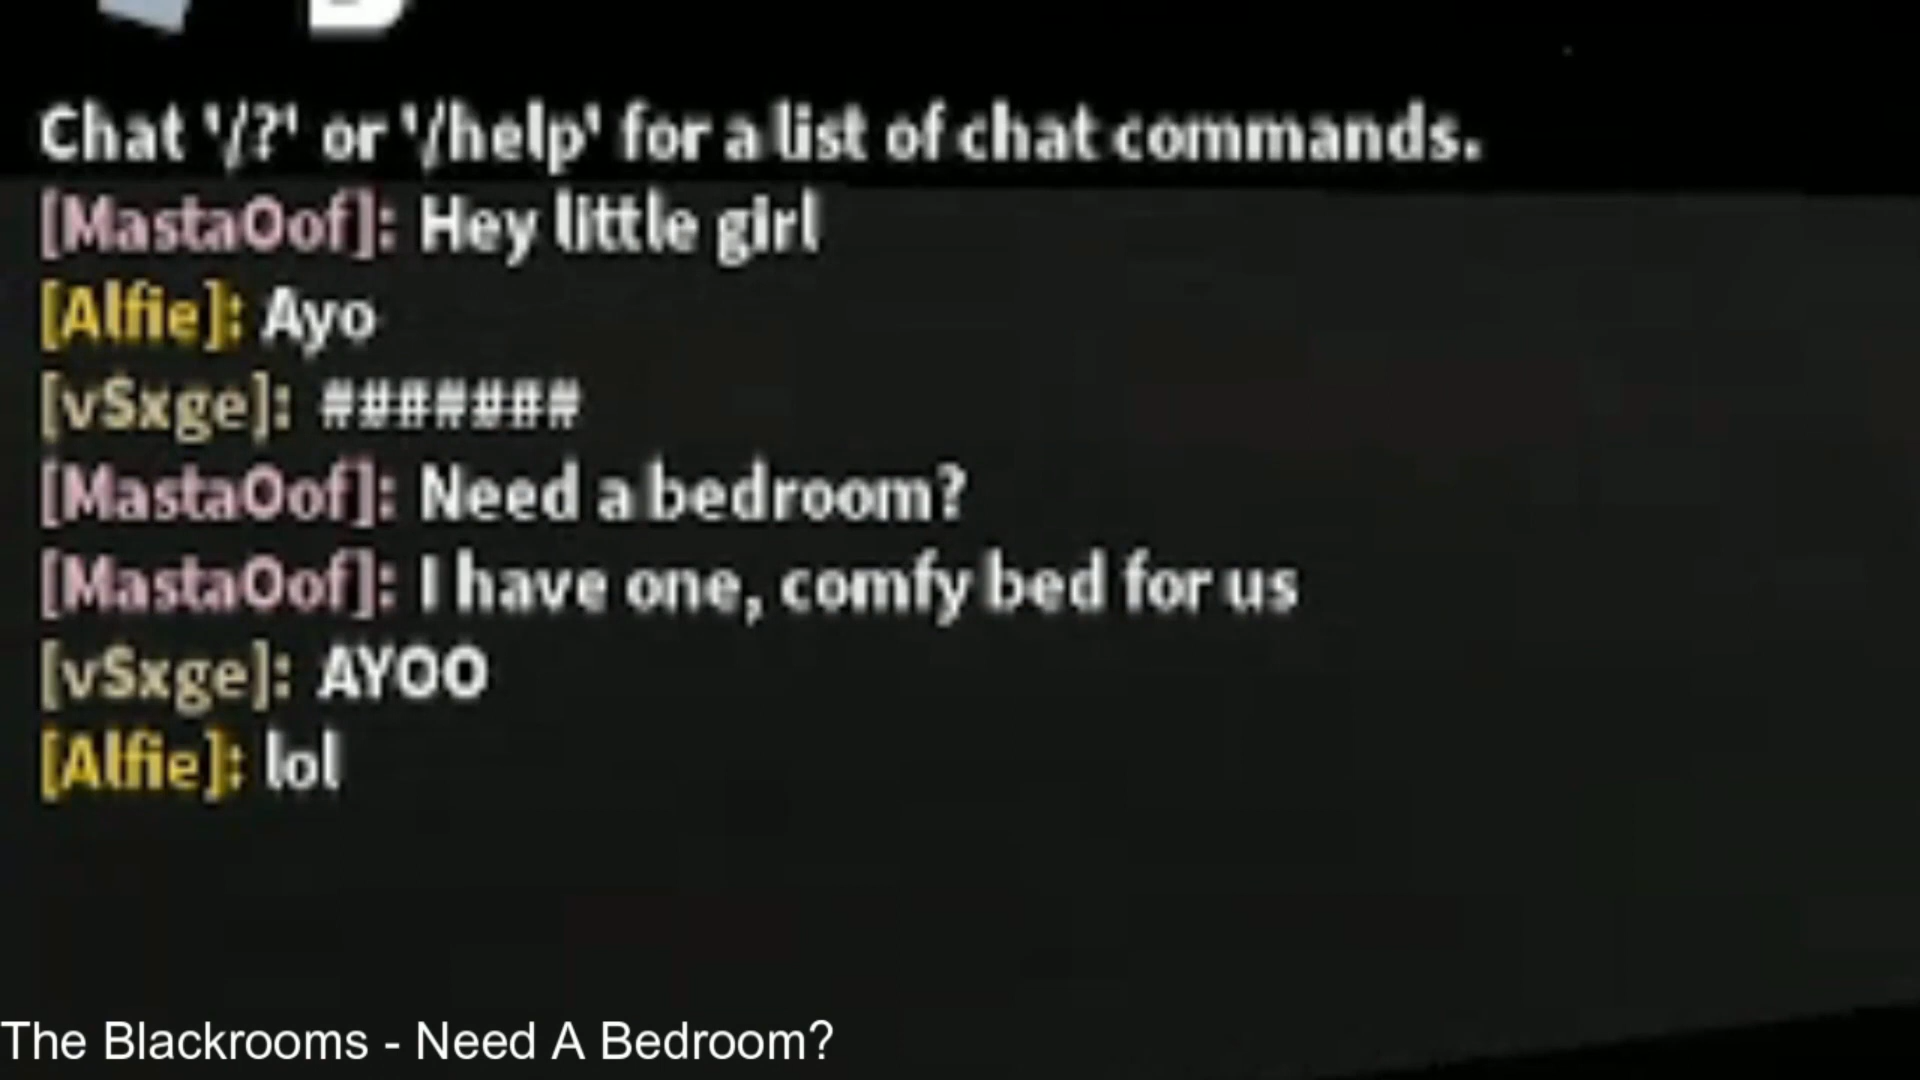 Chat '/?' or '/help' for a list of chat commands.
[MastaOof]: Hey little girl
[Alfie]: Ayo
[vSxge]: #######
[MastaOof]: Need a bedroom?
[MastaOof]: I have one, comfy bed for us
[vSxge]: AYOO
[Alfie]: lol
The Blackrooms - Need A Bedroom?